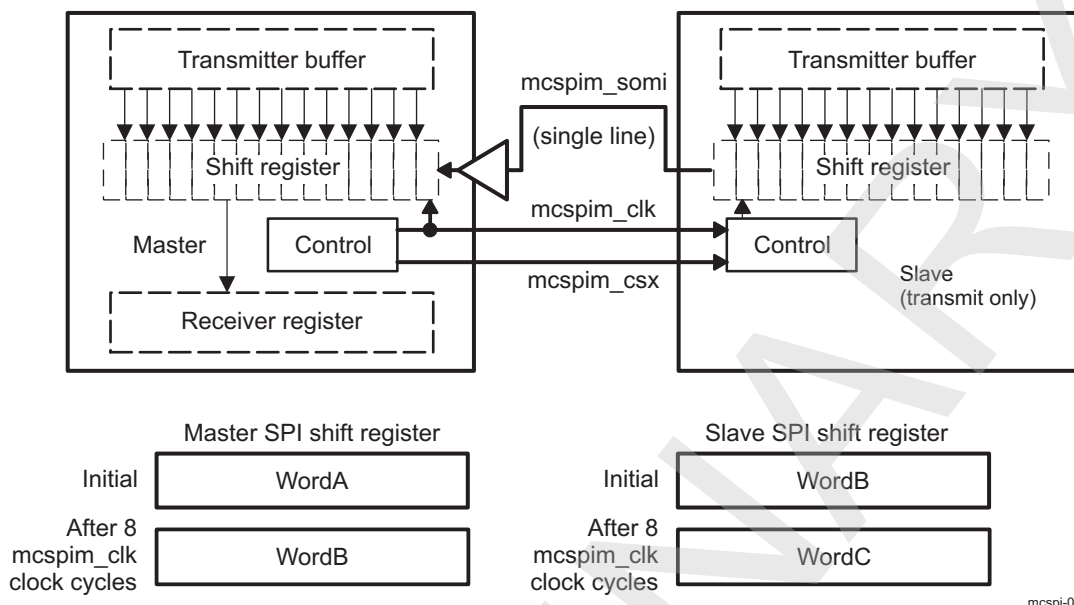 Transmitter buffer
Transmitter buffer
mcspim_somi
(single line)
Shift register
Shift register
mcspim_clk
Master
Control
Control
mcspim_csx
Slave
(transmit only)
Receiver register
Master SPI shift register
Slave SPI shift register
Initial
WordA
Initial
WordB
After 8
mcspim_clk
clock cycles
WordB
After 8
mcspim_clk
clock cycles
WordC